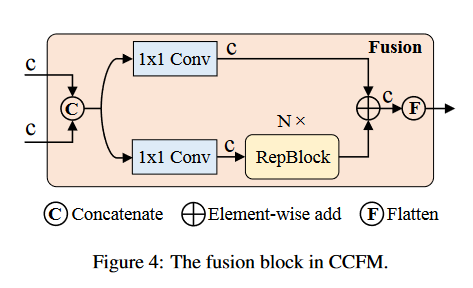 Fusion
C
1x1 Conv
C
C
C
C
F
N×
1x1 Conv
C
RepBlock
C Concatenate
Element-wise add
F Flatten
Figure 4: The fusion block in CCFM.